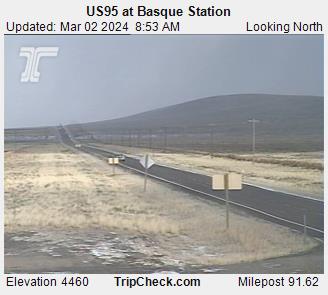 US95 at Basque Station
Updated: Mar 02 2024 8:53 AM Looking North
Elevation 4460 TripCheck.com Milepost 91.62